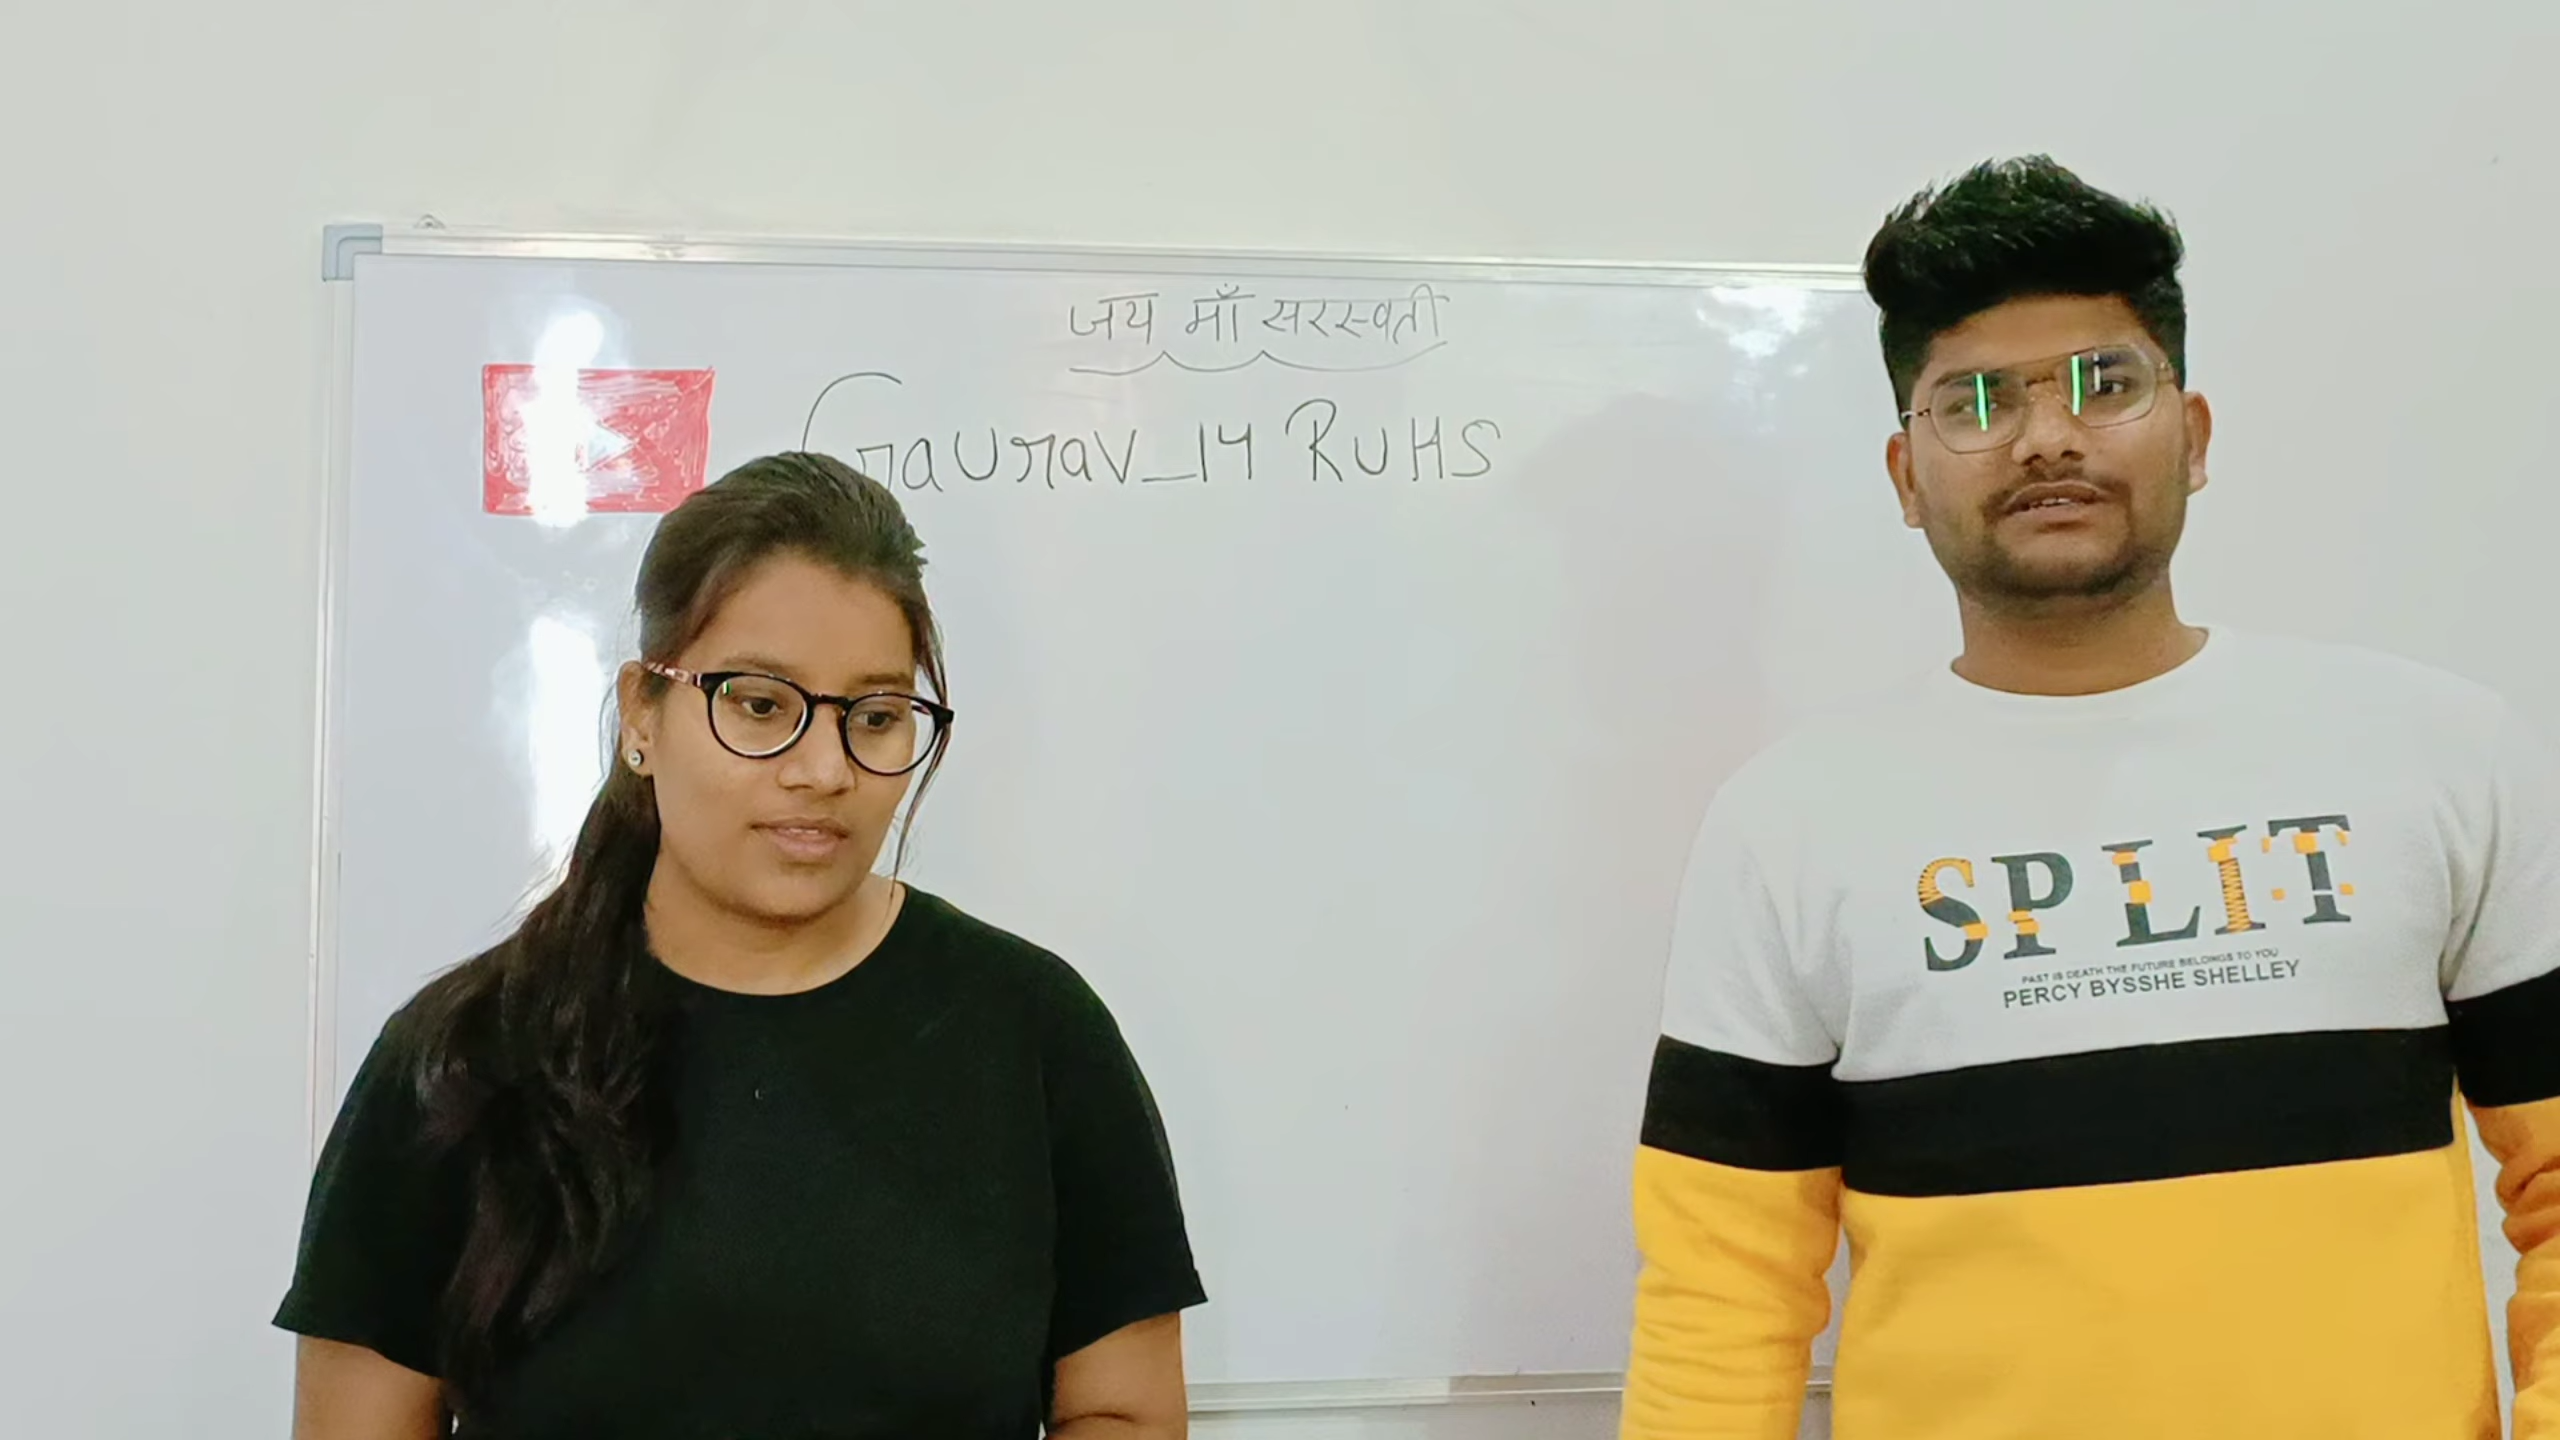 जय माँ सरस्वती
Gaurav_14 RUHS
SPLIT
PAST IS DEATH THE FUTURE BELONGS TO YOU
PERCY BYSSHE SHELLEY